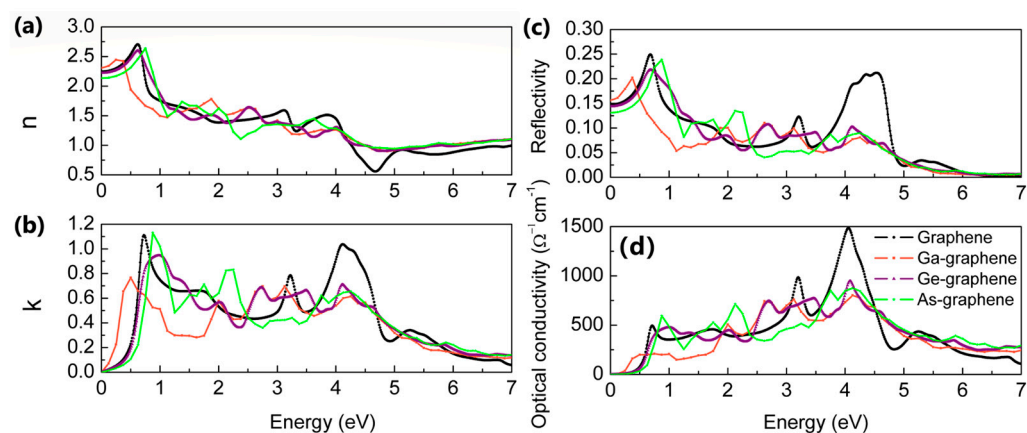 (a)
3.0
2.5
2.0
1.5
1.0
0.5
n
0 1 2 3 4 5 6 7
(b)
1.2
1.0
0.8
0.6
0.4
0.2
0.0
k
0 1 2 3 4 5 6 7
Energy (eV)
(c)
0.30
0.25
0.20
0.15
0.10
0.05
0.00
Reflectivity
0 1 2 3 4 5 6 7
(d)
1500
1000
500
0
Optical conductivity (Ω⁻¹cm⁻¹)
Graphene
Ga-graphene
Ge-graphene
As-graphene
0 1 2 3 4 5 6 7
Energy (eV)